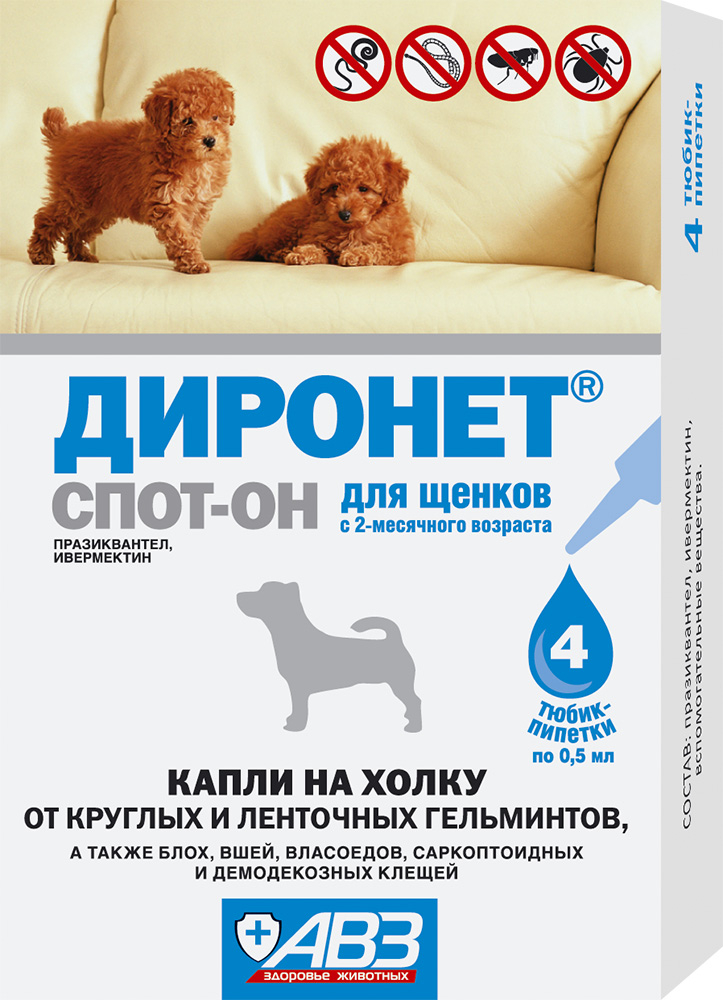 ДИРОНЕТ®
СПОТ-ОН
для щенков
с 2-месячного возраста
ПРАЗИКВАНТЕЛ,
ИВЕРМЕКТИН
4
тюбик-
пипетки
по 0,5 мл
КАПЛИ НА ХОЛКУ
ОТ КРУГЛЫХ И ЛЕНТОЧНЫХ ГЕЛЬМИНТОВ,
А ТАКЖЕ БЛОХ, ВШЕЙ, ВЛАСОЕДОВ, САРКОПТОИДНЫХ
И ДЕМОДЕКОЗНЫХ КЛЕЩЕЙ
АВЗ
ЗДОРОВЬЕ ЖИВОТНЫХ
4 тюбик-
пипетки
СОСТАВ: празиквантел, ивермектин,
вспомогательные вещества.